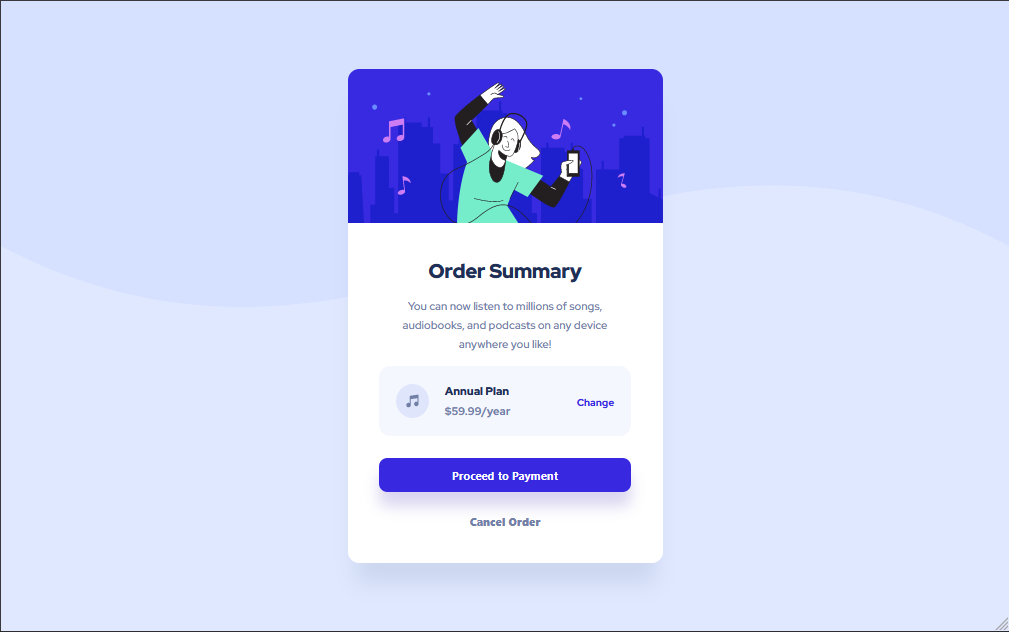 Order Summary
You can now listen to millions of songs,
audiobooks, and podcasts on any device
anywhere you like!
Annual Plan
$59.99/year
Change
Proceed to Payment
Cancel Order